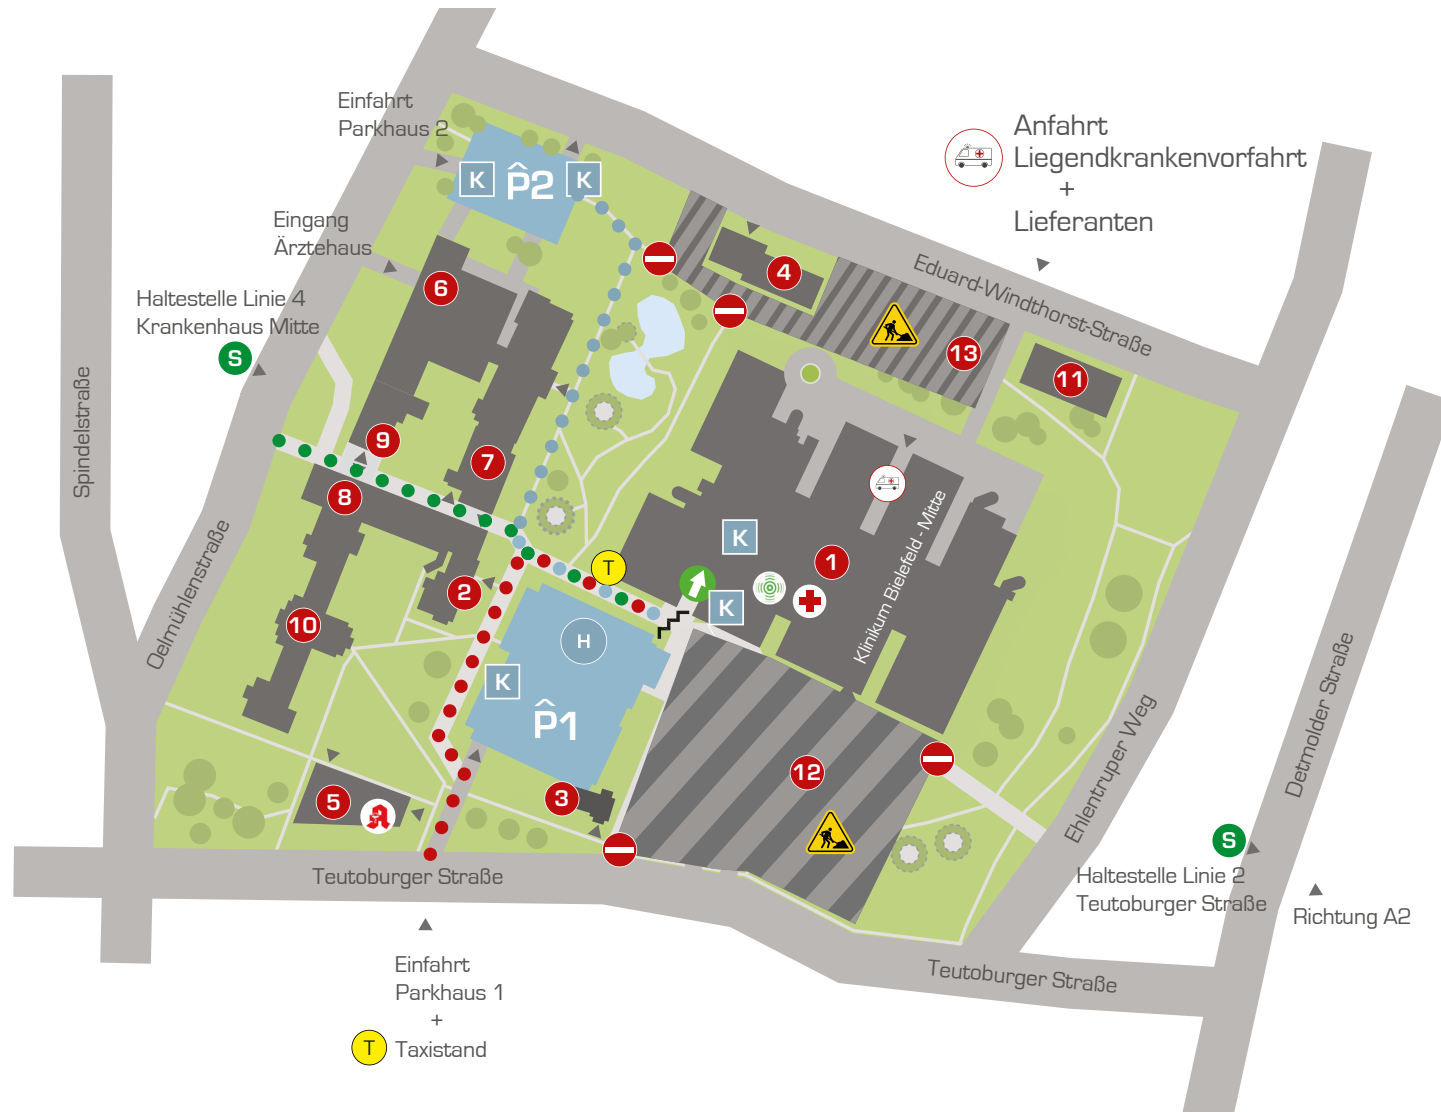 Einfahrt
Parkhaus 2
Anfahrt
Liegendkrankenvorfahrt
+
Lieferanten
K
P2
K
Eingang
Ärztehaus
Haltestelle Linie 4
Krankenhaus Mitte
S
Eduard-Windthorst-Straße
4
6
13
11
Spindelstraße
9
7
8
Klinikum Bielefeld - Mitte
K
1
T
2
K
10
H
Oelmühlenstraße
K
P1
12
5
A
3
Ehlentruper Weg
Detmolder Straße
S
Haltestelle Linie 2
Teutoburger Straße
Richtung A2
Teutoburger Straße
Teutoburger Straße
Einfahrt
Parkhaus 1
+
T Taxistand